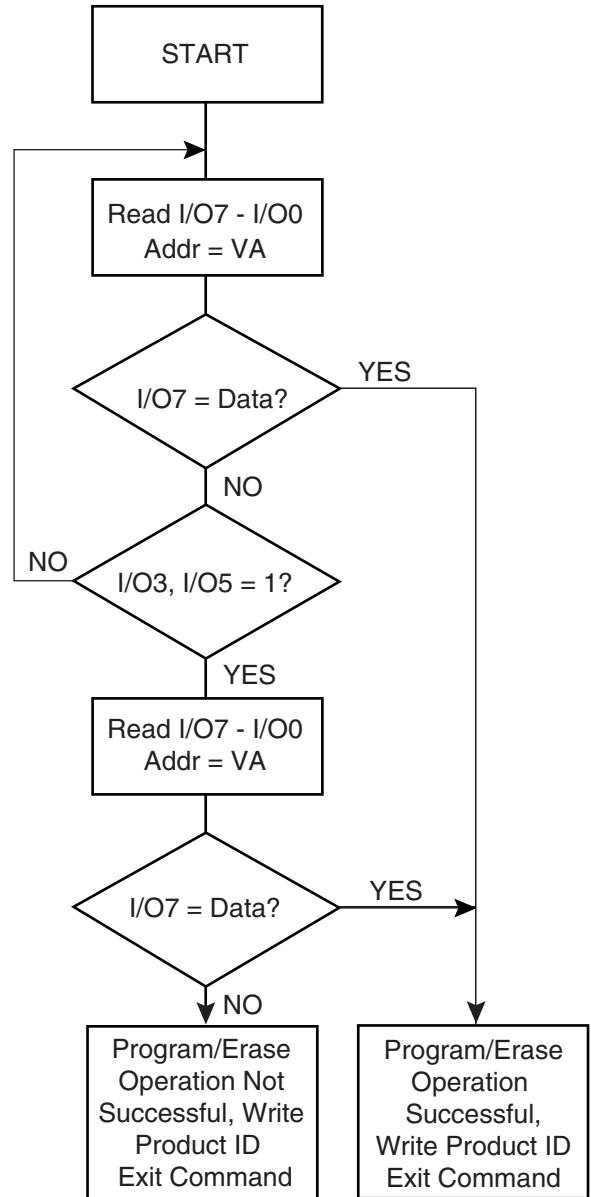 START
Read I/O7 - I/O0
Addr = VA
I/O7 = Data?
YES
NO
I/O3, I/O5 = 1?
NO
YES
Read I/O7 - I/O0
Addr = VA
I/O7 = Data?
YES
NO
Program/Erase
Operation Not
Successful, Write
Product ID
Exit Command
Program/Erase
Operation
Successful,
Write Product ID
Exit Command